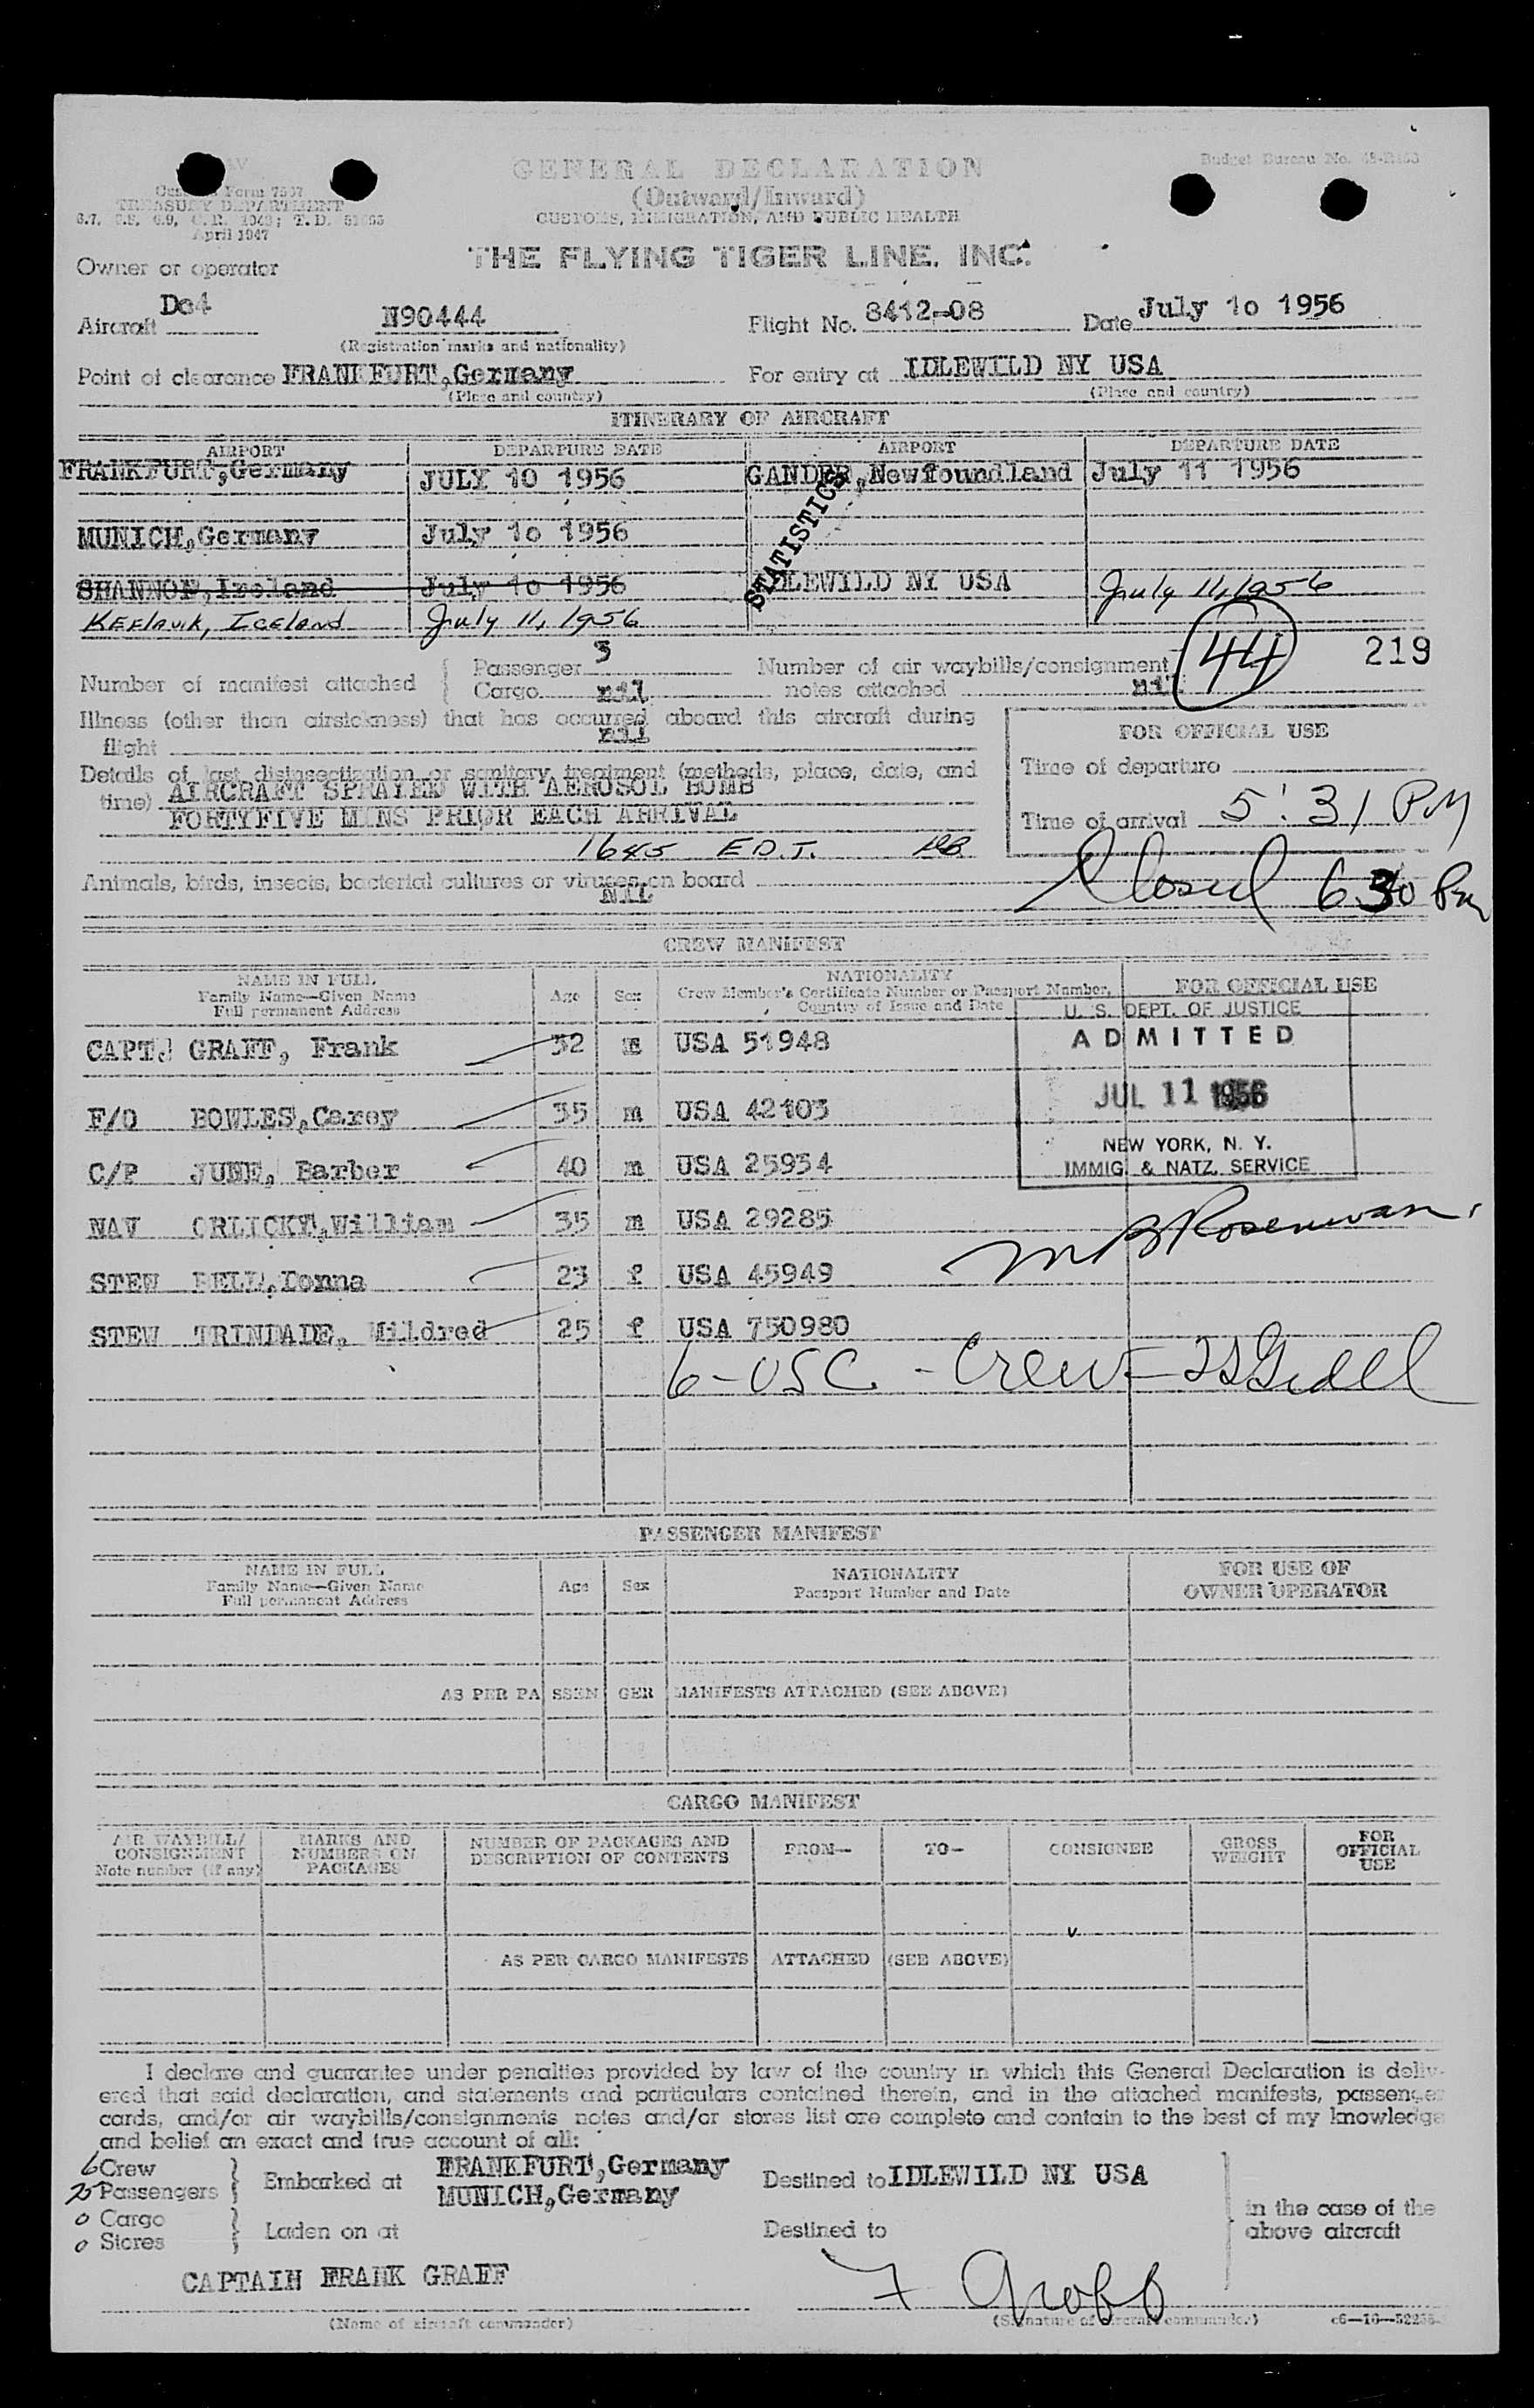 GENERAL DECLARATION
(Outward/Inward)
CUSTOMS, IMMIGRATION, AND PUBLIC HEALTH
Budget Bureau No.
Form 7507
TREASURY DEPARTMENT
April 1947
THE FLYING TIGER LINE, INC.
Owner or operator
Aircraft Dc4 N90444 Flight No. 8412-08 Date July 10 1956
(Registration marks and nationality)
Point of clearance FRANKFURT,Germany For entry at IDLEWILD NY USA
(Place and country) (Place and country)
ITINERARY OF AIRCRAFT
AIRPORT DEPARTURE DATE AIRPORT DEPARTURE DATE
FRANKFURT,Germany JULY 10 1956 GANDER,Newfoundland July 11 1956
STATISTICS
MUNICH,Germany July 10 1956
SHANNON,Ireland July 10 1956 IDLEWILD NY USA July 11, 1956
Keflavik, Iceland July 11, 1956
Number of manifest attached
Passenger 3
Cargo nil
Number of air waybills/consignment
notes attached nil
44 219
Illness (other than airsickness) that has occurred aboard this aircraft during
flight nil
Details of last disinsectization or sanitary treatment (methods, place, date, and
time) AIRCRAFT SPRAYED WITH AEROSOL BOMB
FORTYFIVE MINS PRIOR EACH ARRIVAL
1645 E.D.T.
Animals, birds, insects, bacterial cultures or viruses on board
NIL
FOR OFFICIAL USE
Time of departure
Time of arrival 5:31 PM
Closed 6 30 Pm
CREW MANIFEST
NAME IN FULL
Family Name—Given Name
Full permanent Address
Age Sex
NATIONALITY
Crew Member's Certificate Number or Passport Number,
Country of Issue and Date
FOR OFFICIAL USE
CAPT. GRAFF, Frank 32 m USA 51948
F/O BOWLES,Carey 35 m USA 42103
C/P JUNE, Barber 40 m USA 25934
NAV ORLICKY,William 35 m USA 29285
STEW BELL,Donna 23 f USA 45949
STEW TRINDADE, Mildred 25 f USA 750980
U. S. DEPT. OF JUSTICE
ADMITTED
JUL 11 1956
NEW YORK, N. Y.
IMMIG. & NATZ. SERVICE
6-USC - Crew
PASSENGER MANIFEST
NAME IN FULL
Family Name—Given Name
Full permanent Address
Age Sex
NATIONALITY
Passport Number and Date
FOR USE OF
OWNER OPERATOR
AS PER PASSENGER MANIFESTS ATTACHED (SEE ABOVE)
CARGO MANIFEST
AIR WAYBILL/
CONSIGNMENT
Note number (if any)
MARKS AND
NUMBERS ON
PACKAGES
NUMBER OF PACKAGES AND
DESCRIPTION OF CONTENTS
FROM— TO— CONSIGNEE
GROSS
WEIGHT
FOR
OFFICIAL
USE
AS PER CARGO MANIFESTS ATTACHED (SEE ABOVE)
I declare and guarantee under penalties provided by law of the country in which this General Declaration is deliv-
ered that said declaration, and statements and particulars contained therein, and in the attached manifests, passenger
cards, and/or air waybills/consignments notes and/or stores list are complete and contain to the best of my knowledge
and belief an exact and true account of all:
6 Crew
Passengers
Embarked at FRANKFURT,Germany
MUNICH,Germany
Destined to IDLEWILD NY USA
0 Cargo
0 Stores
Laden on at
Destined to
in the case of the
above aircraft
CAPTAIN FRANK GRAFF
F Graff
(Name of aircraft commander) (Signature of aircraft commander)